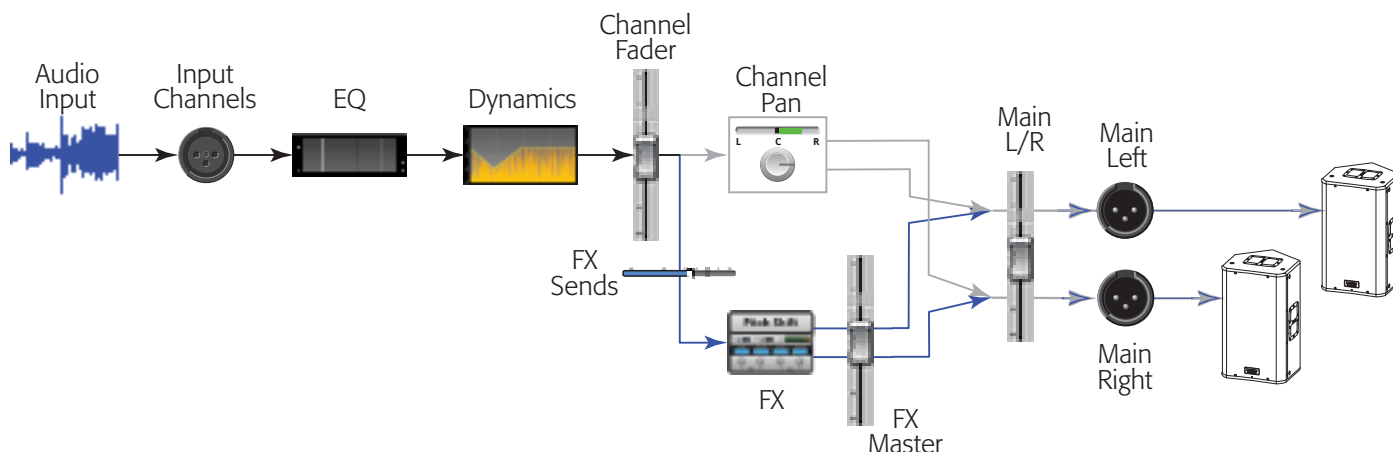 Audio
Input
Input
Channels
EQ
Dynamics
Channel
Fader
Channel
Pan
L C R
Main
L/R
Main
Left
FX
Sends
Pitch Shift
FX
FX
Master
Main
Right